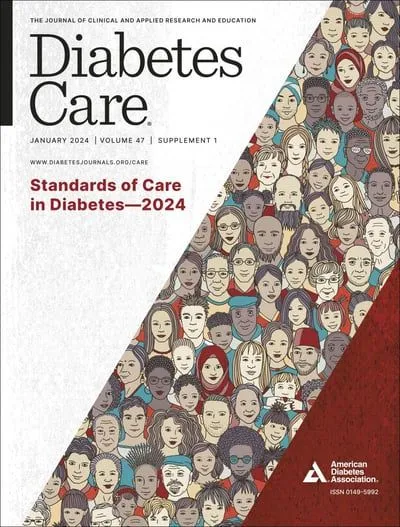 THE JOURNAL OF CLINICAL AND APPLIED RESEARCH AND EDUCATION
Diabetes
Care®
JANUARY 2024 | VOLUME 47 | SUPPLEMENT 1
WWW.DIABETESJOURNALS.ORG/CARE
Standards of Care
in Diabetes—2024
American
Diabetes
Association®
ISSN 0149-5992